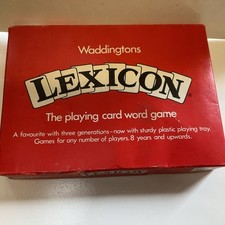 Waddingtons
LEXICON
The playing card word game
A favourite with three generations-now with sturdy plastic playing tray.
Games for any number of players, 8 years and upwards.